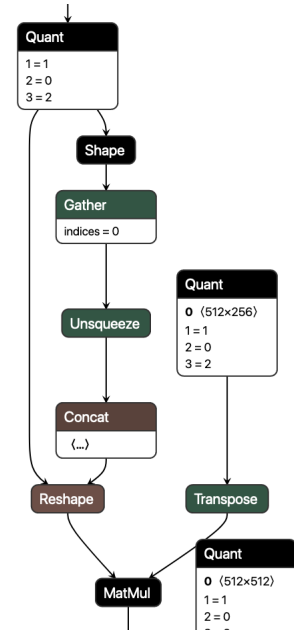 Quant
1 = 1
2 = 0
3 = 2
Shape
Gather
indices = 0
Unsqueeze
Concat
⟨…⟩
Quant
0 ⟨512×256⟩
1 = 1
2 = 0
3 = 2
Reshape
Transpose
MatMul
Quant
0 ⟨512×512⟩
1 = 1
2 = 0